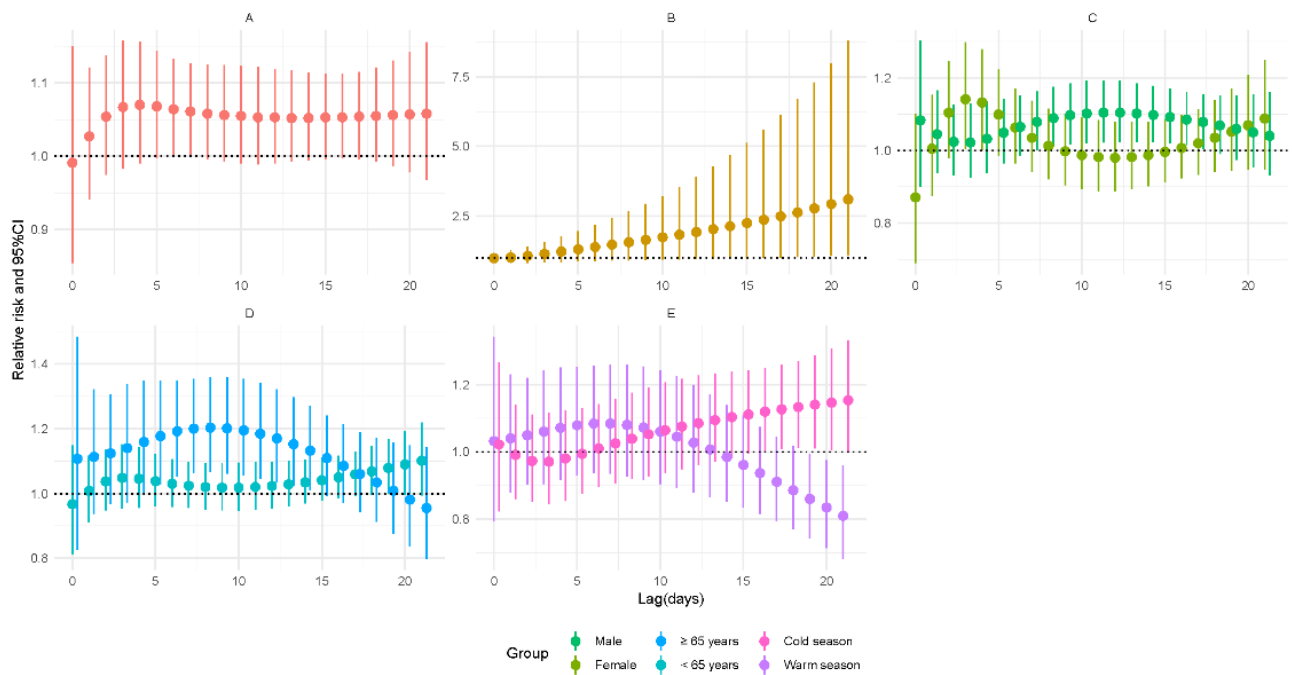 A
B
C
Relative risk and 95%CI
1.1
1.0
0.9
0 5 10 15 20
7.5
5.0
2.5
0 5 10 15 20
1.2
1.0
0.8
0 5 10 15 20
D
E
1.4
1.2
1.0
0.8
0 5 10 15 20
1.2
1.0
0.8
0 5 10 15 20
Lag(days)
Group
Male
≥ 65 years
Cold season
Female
< 65 years
Warm season